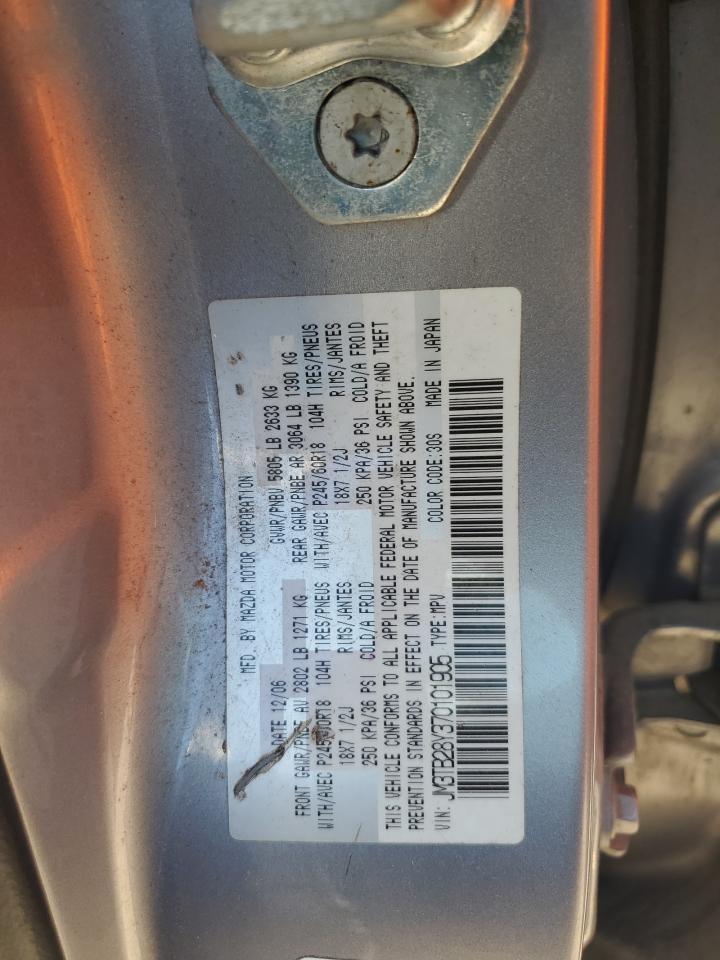 MFD. BY MAZDA MOTOR CORPORATION
DATE 12/06 GVWR/PNBV 5805 LB 2633 KG
FRONT GAWR/PNBE AV 2802 LB 1271 KG REAR GAWR/PNBE AR 3064 LB 1390 KG
WITH/AVEC P245/60R18 104H TIRES/PNEUS WITH/AVEC P245/60R18 104H TIRES/PNEUS
18X7 1/2J RIMS/JANTES 18X7 1/2J RIMS/JANTES
250 KPA/36 PSI COLD/A FROID 250 KPA/36 PSI COLD/A FROID
THIS VEHICLE CONFORMS TO ALL APPLICABLE FEDERAL MOTOR VEHICLE SAFETY AND THEFT
PREVENTION STANDARDS IN EFFECT ON THE DATE OF MANUFACTURE SHOWN ABOVE.
VIN: JM3TB28Y370101905 TYPE:MPV COLOR CODE:30S MADE IN JAPAN